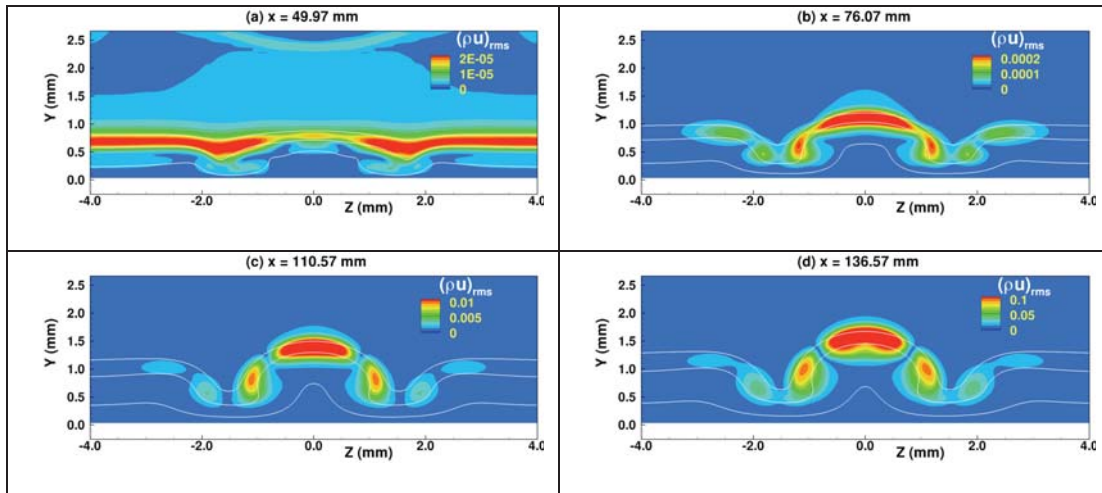 (a) x = 49.97 mm
(ρu)rms
2E-05
1E-05
0
Y (mm)
2.5
2.0
1.5
1.0
0.5
0.0
-4.0 -2.0 0.0 2.0 4.0
Z (mm)
(b) x = 76.07 mm
(ρu)rms
0.0002
0.0001
0
Y (mm)
2.5
2.0
1.5
1.0
0.5
0.0
-4.0 -2.0 0.0 2.0 4.0
Z (mm)
(c) x = 110.57 mm
(ρu)rms
0.01
0.005
0
Y (mm)
2.5
2.0
1.5
1.0
0.5
0.0
-4.0 -2.0 0.0 2.0 4.0
Z (mm)
(d) x = 136.57 mm
(ρu)rms
0.1
0.05
0
Y (mm)
2.5
2.0
1.5
1.0
0.5
0.0
-4.0 -2.0 0.0 2.0 4.0
Z (mm)